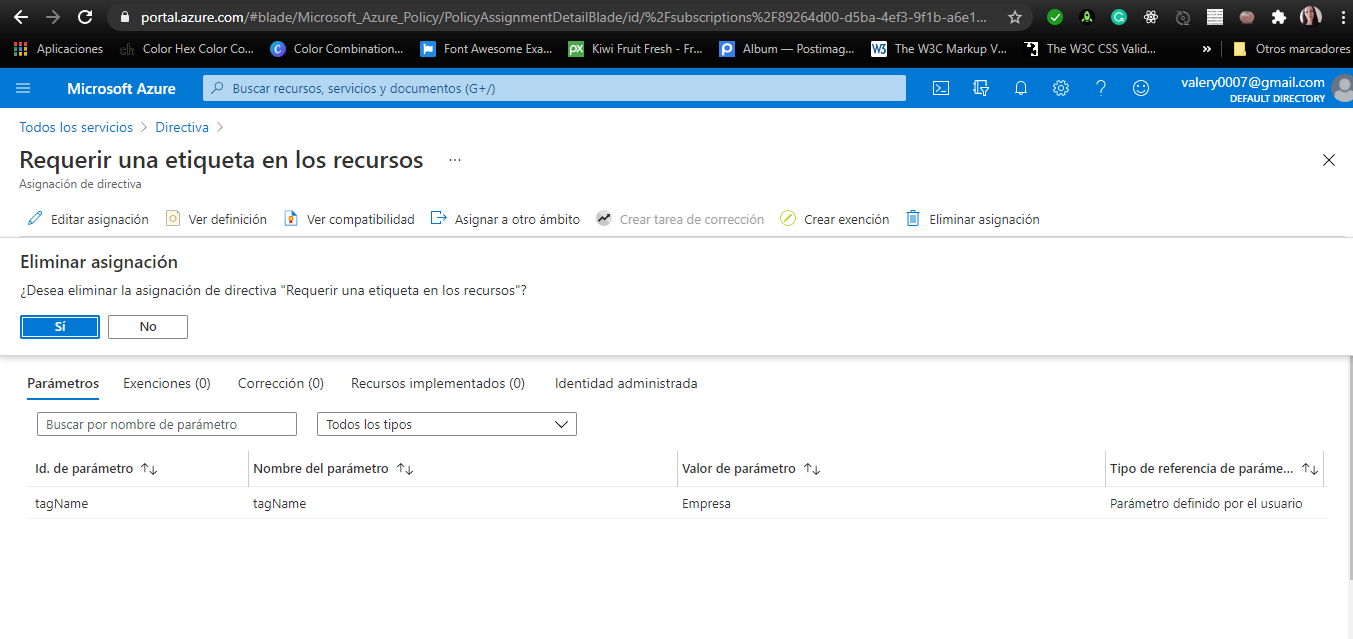 portal.azure.com/#blade/Microsoft_Azure_Policy/PolicyAssignmentDetailBlade/id/%2Fsubscriptions%2F89264d00-d5ba-4ef3-9f1b-a6e1...
Aplicaciones Color Hex Color Co... Color Combination... Font Awesome Exa... Kiwi Fruit Fresh - Fr... Album — Postimag... The W3C Markup V... The W3C CSS Valid... » Otros marcadores
Microsoft Azure Buscar recursos, servicios y documentos (G+/) valery0007@gmail.com
DEFAULT DIRECTORY
Todos los servicios > Directiva >
Requerir una etiqueta en los recursos ...
Asignación de directiva
Editar asignación Ver definición Ver compatibilidad Asignar a otro ámbito Crear tarea de corrección Crear exención Eliminar asignación
Eliminar asignación
¿Desea eliminar la asignación de directiva "Requerir una etiqueta en los recursos"?
Sí No
Parámetros Exenciones (0) Corrección (0) Recursos implementados (0) Identidad administrada
Buscar por nombre de parámetro Todos los tipos
Id. de parámetro Nombre del parámetro Valor de parámetro Tipo de referencia de paráme...
tagName tagName Empresa Parámetro definido por el usuario